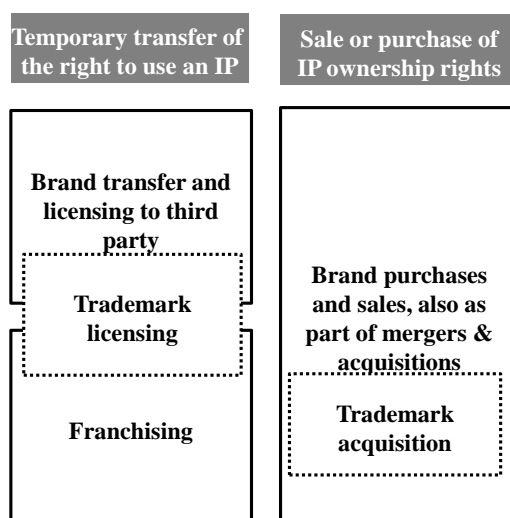 Temporary transfer of
the right to use an IP
Sale or purchase of
IP ownership rights
Brand transfer and
licensing to third
party
Trademark
licensing
Franchising
Brand purchases
and sales, also as
part of mergers &
acquisitions
Trademark
acquisition